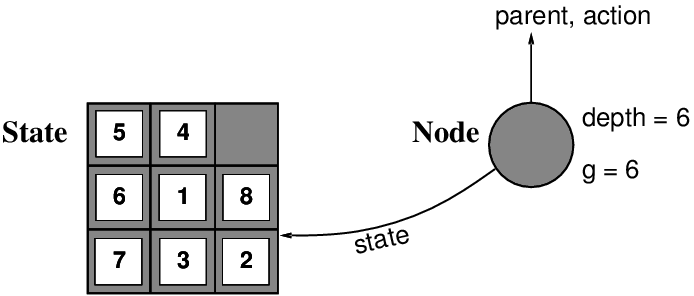 parent, action
State
5 4
6 1 8
7 3 2
Node
depth = 6
g = 6
state